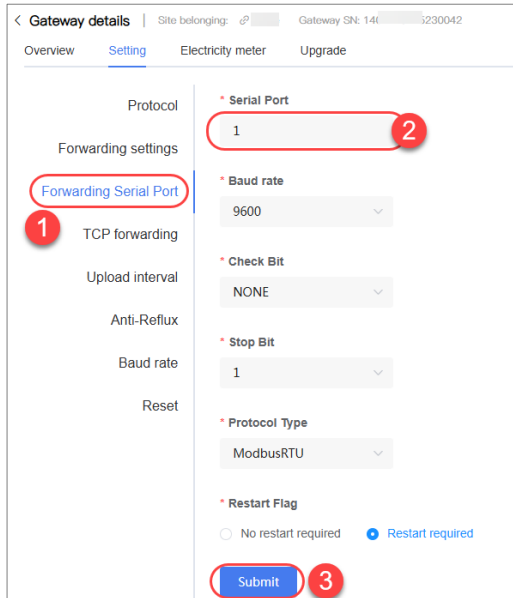 < Gateway details | Site belonging: Gateway SN: 14 5230042
Overview Setting Electricity meter Upgrade
Protocol
Forwarding settings
Forwarding Serial Port
1
TCP forwarding
Upload interval
Anti-Reflux
Baud rate
Reset
* Serial Port
1
2
* Baud rate
9600
* Check Bit
NONE
* Stop Bit
1
* Protocol Type
ModbusRTU
* Restart Flag
No restart required Restart required
Submit
3